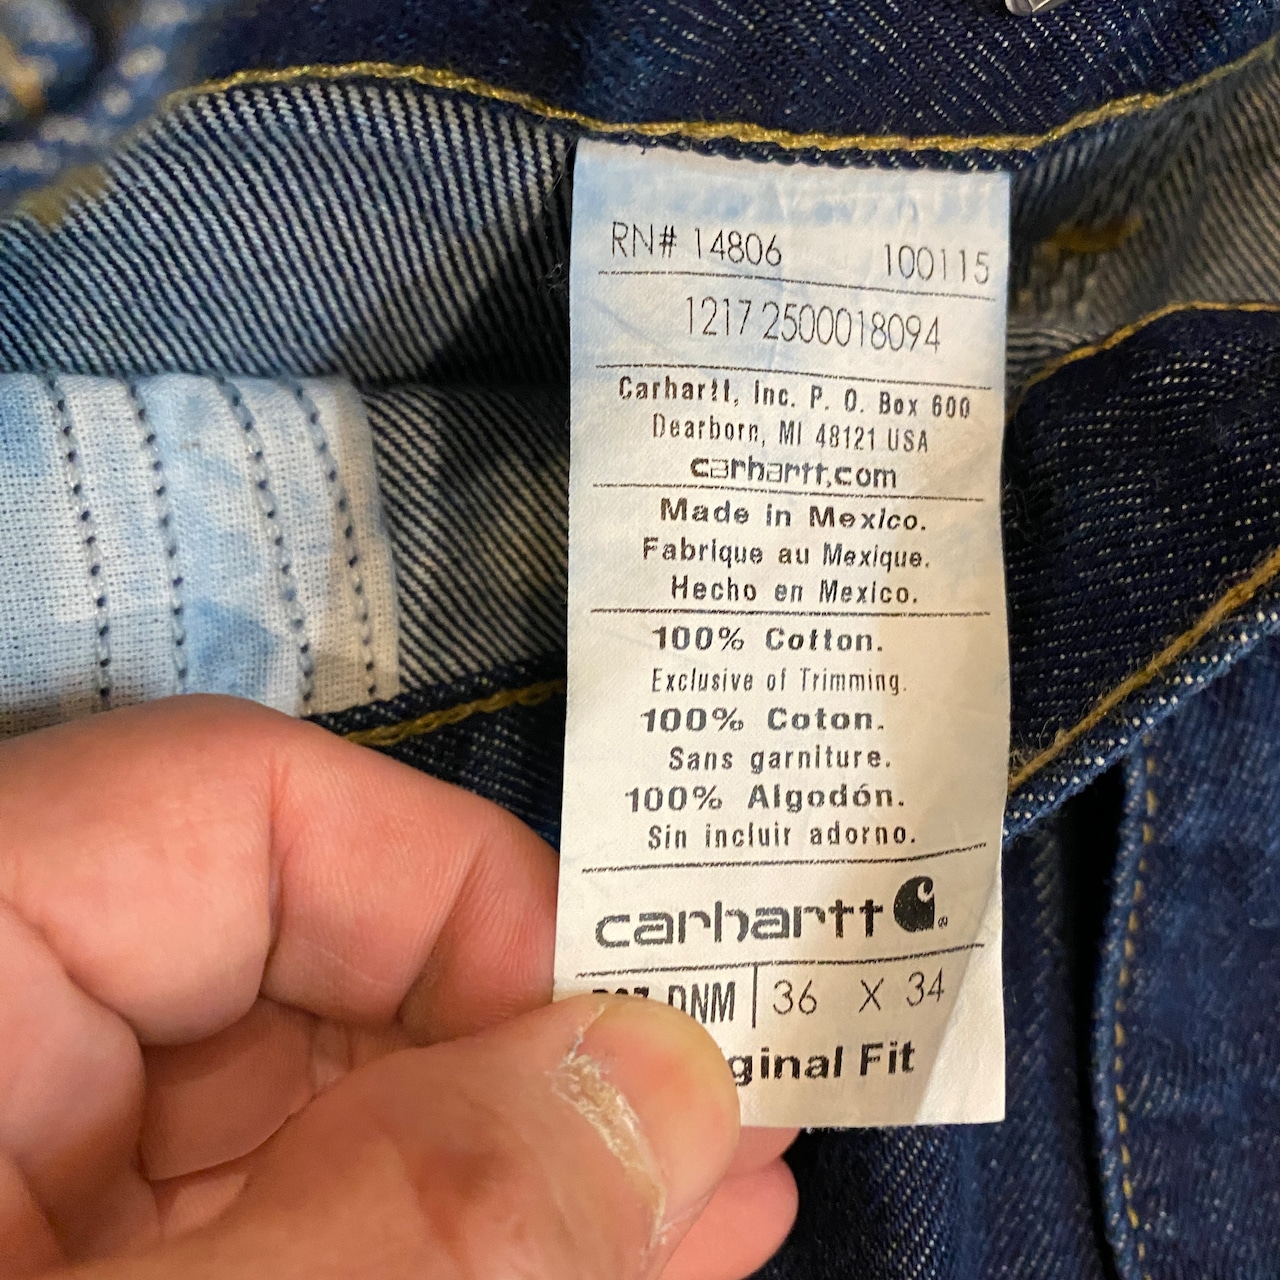 RN# 14806 100115
1217 2500018094
Carhartt, Inc. P. O. Box 600
Dearborn, MI 48121 USA
carhartt.com
Made in Mexico.
Fabrique au Mexique.
Hecho en Mexico.
100% Cotton.
Exclusive of Trimming.
100% Coton.
Sans garniture.
100% Algodón.
Sin incluir adorno.
carhartt
DNM 36 X 34
ginal Fit